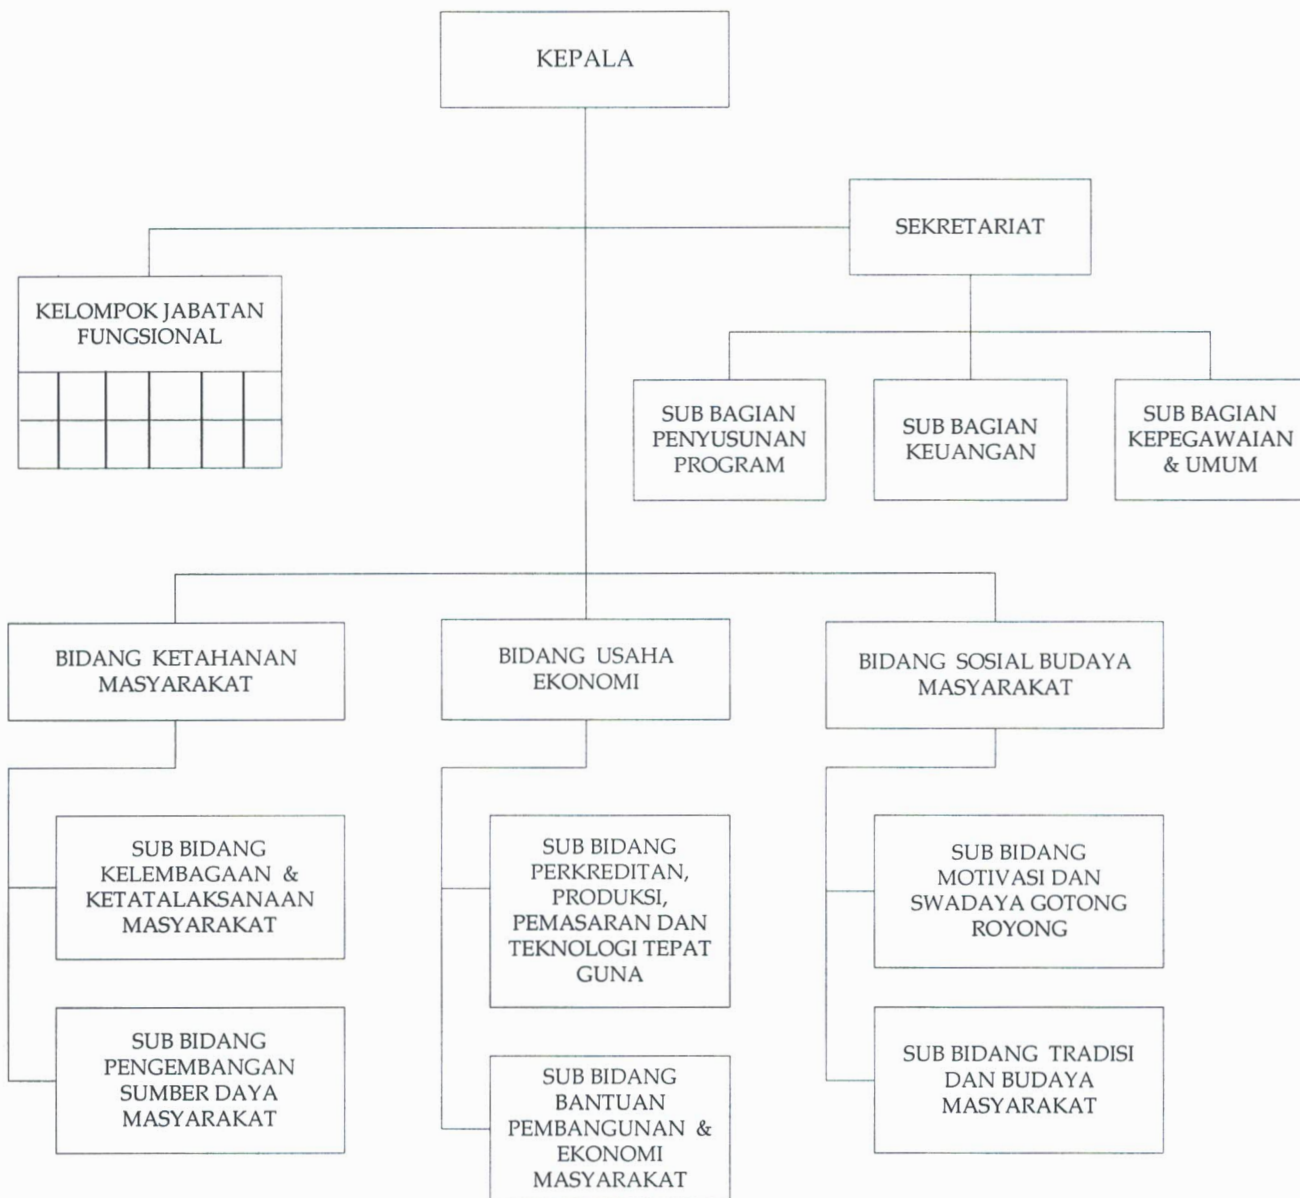 KEPALA
SEKRETARIAT
KELOMPOK JABATAN
FUNGSIONAL
SUB BAGIAN
PENYUSUNAN
PROGRAM
SUB BAGIAN
KEUANGAN
SUB BAGIAN
KEPEGAWAIAN
& UMUM
BIDANG KETAHANAN
MASYARAKAT
BIDANG USAHA
EKONOMI
BIDANG SOSIAL BUDAYA
MASYARAKAT
SUB BIDANG
KELEMBAGAAN &
KETATALAKSANAAN
MASYARAKAT
SUB BIDANG
PERKREDITAN,
PRODUKSI,
PEMASARAN DAN
TEKNOLOGI TEPAT
GUNA
SUB BIDANG
MOTIVASI DAN
SWADAYA GOTONG
ROYONG
SUB BIDANG
PENGEMBANGAN
SUMBER DAYA
MASYARAKAT
SUB BIDANG
BANTUAN
PEMBANGUNAN &
EKONOMI
MASYARAKAT
SUB BIDANG TRADISI
DAN BUDAYA
MASYARAKAT